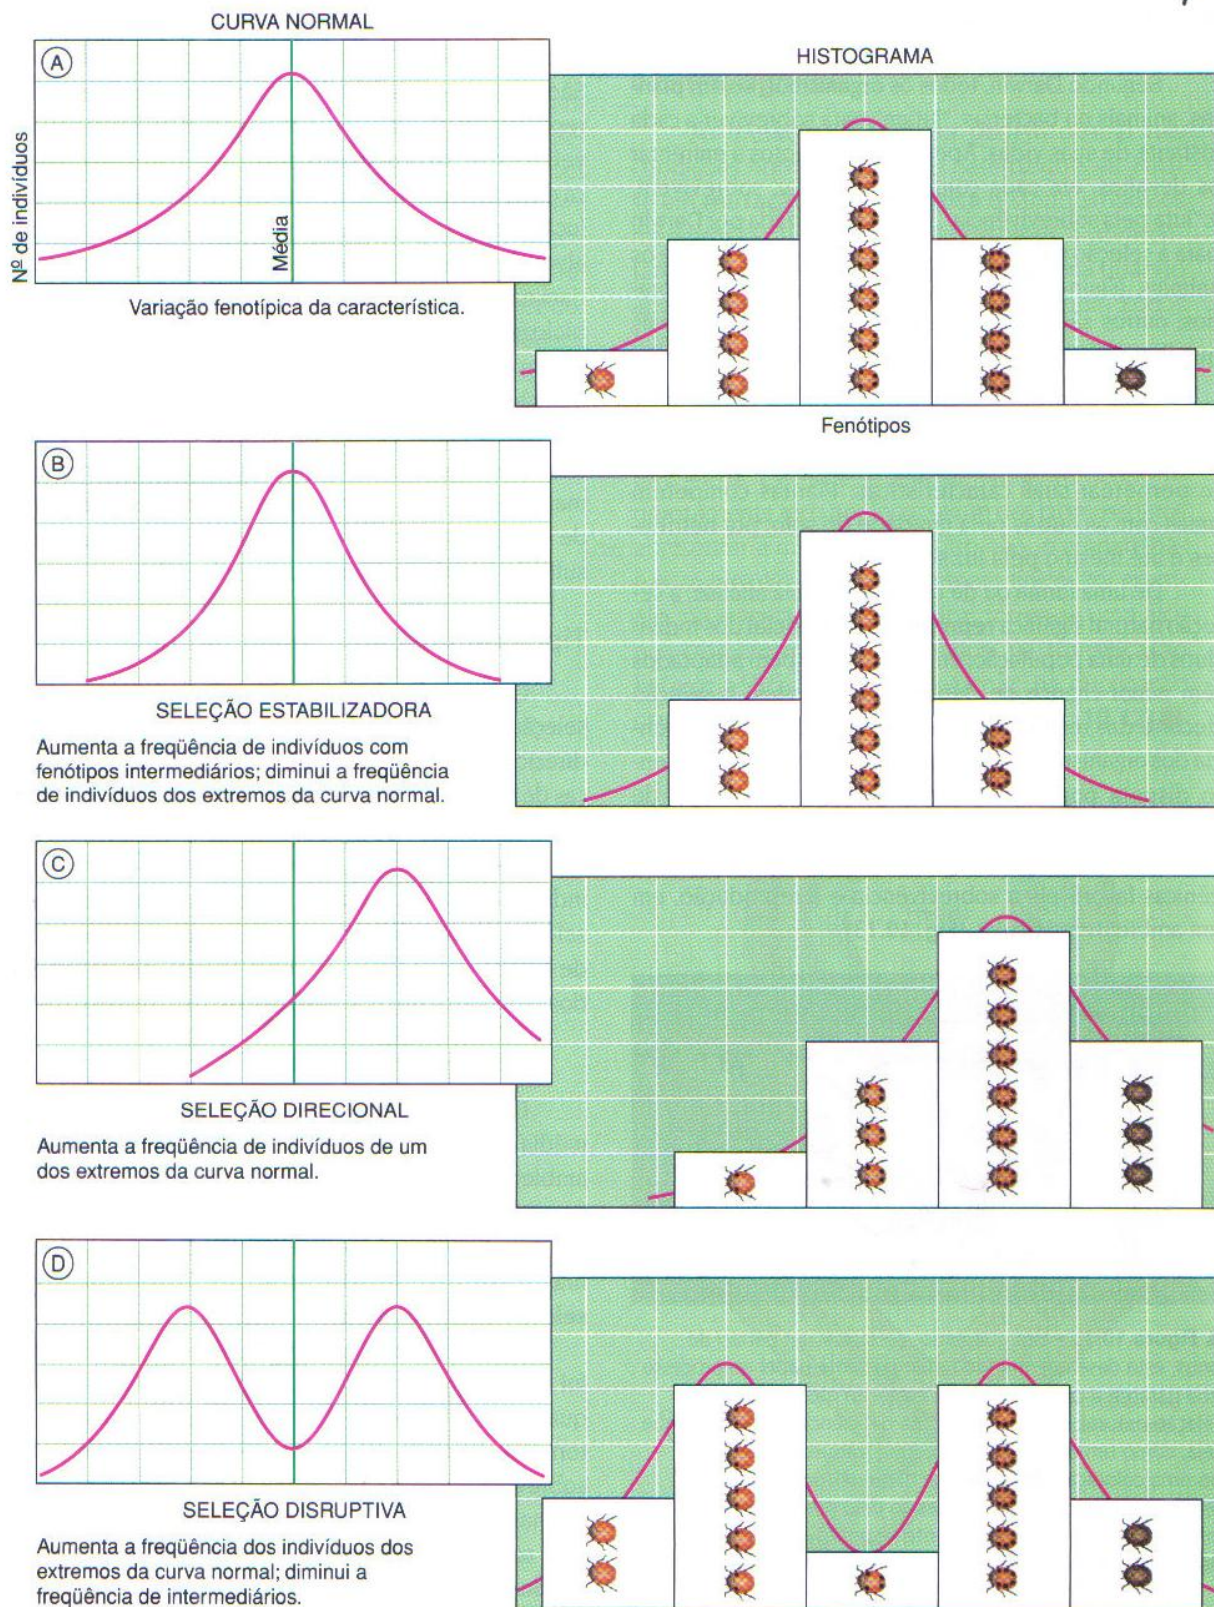 CURVA NORMAL
A
Nº de indivíduos
Média
Variação fenotípica da característica.
HISTOGRAMA
Fenótipos
B
SELEÇÃO ESTABILIZADORA
Aumenta a freqüência de indivíduos com
fenótipos intermediários; diminui a freqüência
de indivíduos dos extremos da curva normal.
C
SELEÇÃO DIRECIONAL
Aumenta a freqüência de indivíduos de um
dos extremos da curva normal.
D
SELEÇÃO DISRUPTIVA
Aumenta a freqüência dos indivíduos dos
extremos da curva normal; diminui a
freqüência de intermediários.